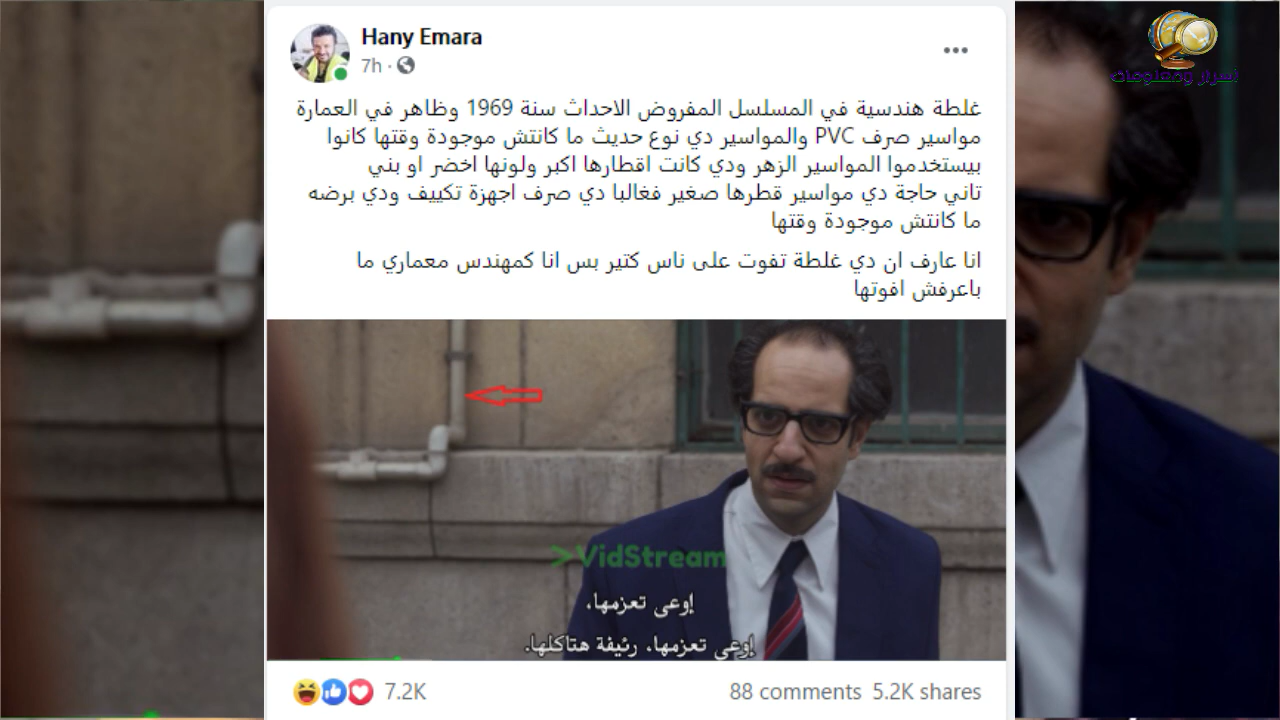 Hany Emara
7h
أسرار ومعلومات
غلطة هندسية في المسلسل المفروض الاحداث سنة 1969 وظاهر في العمارة
مواسير صرف PVC والمواسير دي نوع حديث ما كانتش موجودة وقتها كانوا
بيستخدموا المواسير الزهر ودي كانت اقطارها اكبر ولونها اخضر او بني
تاني حاجة دي مواسير قطرها صغير فغالبا دي صرف اجهزة تكييف ودي برضه
ما كانتش موجودة وقتها
انا عارف ان دي غلطة تفوت على ناس كتير بس انا كمهندس معماري ما
باعرفش افوتها
>VidStream
إوعى تعزمها،
إوعى تعزمها، رئيفة هتاكلها.
7.2K
88 comments 5.2K shares